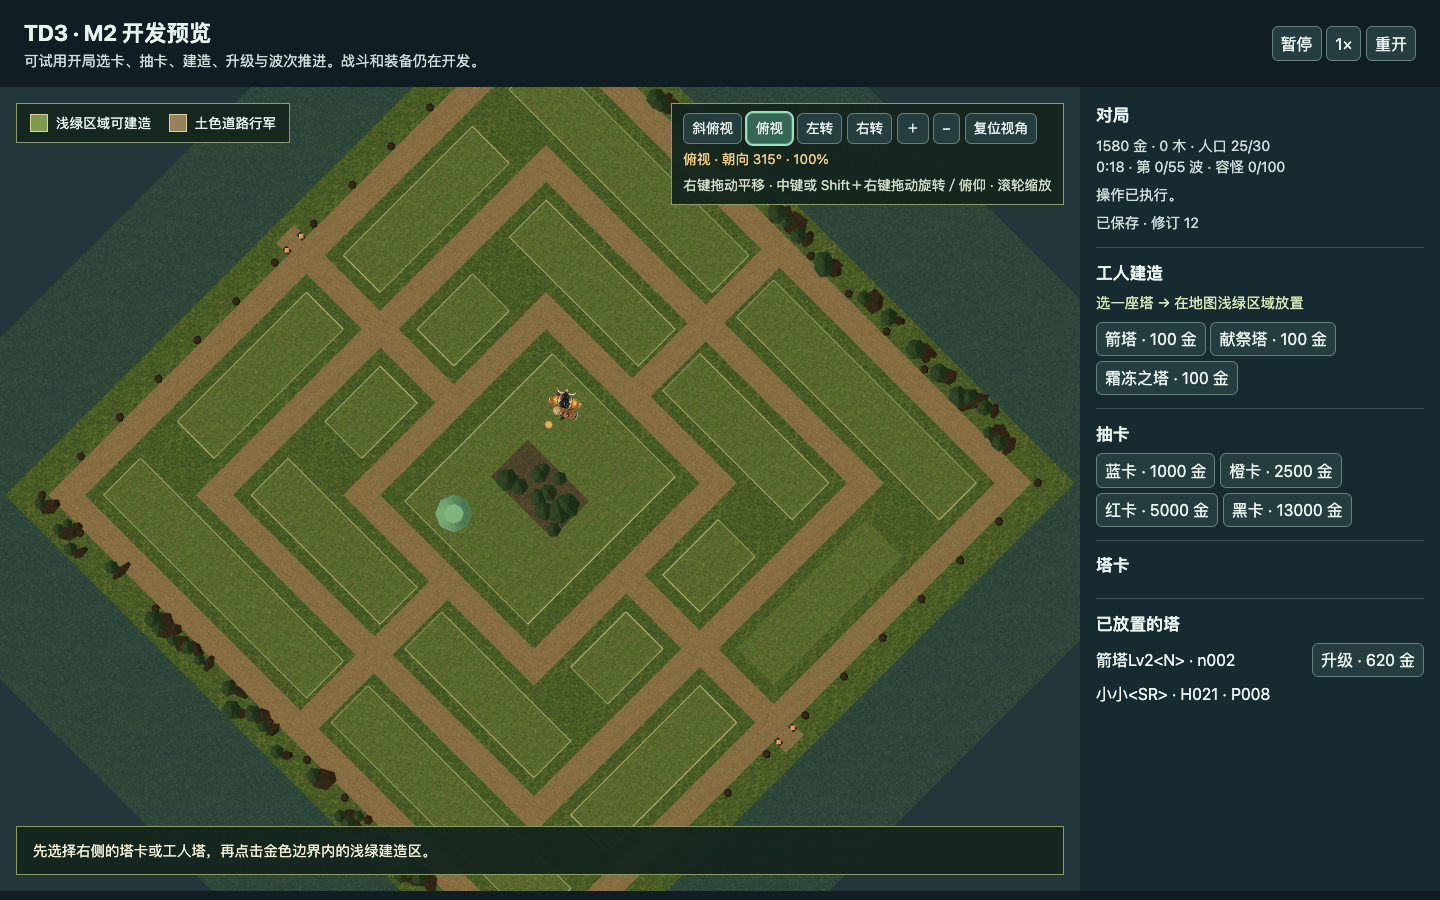 TD3 · M2 开发预览
可试用开局选卡、抽卡、建造、升级与波次推进。战斗和装备仍在开发。
暂停 1× 重开
浅绿区域可建造 土色道路行军
斜俯视 俯视 左转 右转 + − 复位视角
俯视 · 朝向 315° · 100%
右键拖动平移 · 中键或 Shift＋右键拖动旋转 / 俯仰 · 滚轮缩放
对局
1580 金 · 0 木 · 人口 25/30
0:18 · 第 0/55 波 · 容怪 0/100
操作已执行。
已保存 · 修订 12
工人建造
选一座塔 → 在地图浅绿区域放置
箭塔 · 100 金 献祭塔 · 100 金
霜冻之塔 · 100 金
抽卡
蓝卡 · 1000 金 橙卡 · 2500 金
红卡 · 5000 金 黑卡 · 13000 金
塔卡
已放置的塔
箭塔Lv2<N> · n002 升级 · 620 金
小小<SR> · H021 · P008
先选择右侧的塔卡或工人塔，再点击金色边界内的浅绿建造区。